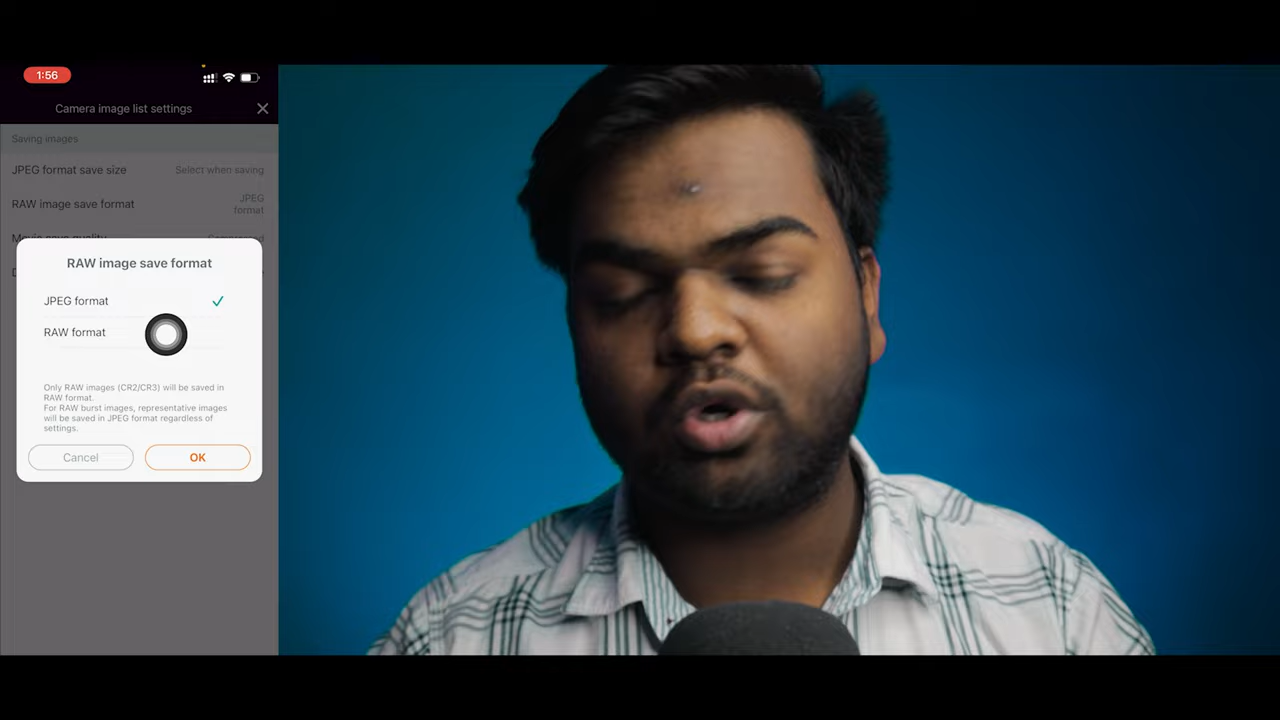 1:56
Camera image list settings
Saving images
JPEG format save size Select when saving
RAW image save format JPEG
format
RAW image save format
JPEG format
RAW format
Only RAW images (CR2/CR3) will be saved in
RAW format.
For RAW burst images, representative images
will be saved in JPEG format regardless of
settings.
Cancel OK